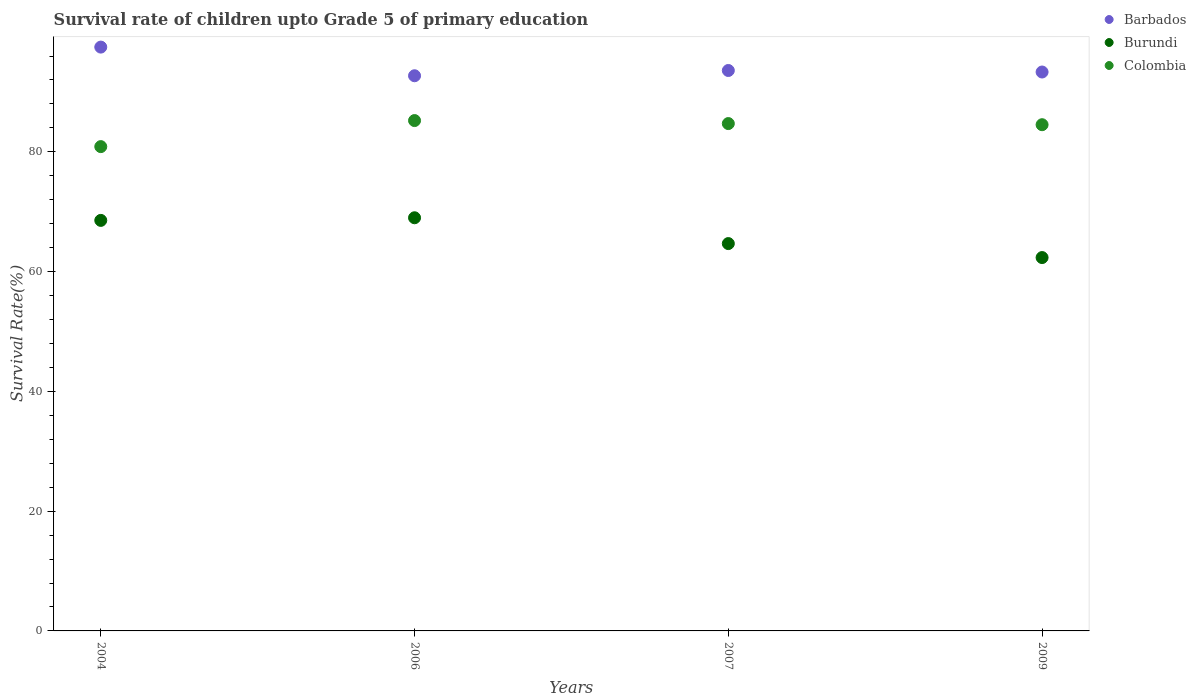 Survival rate of children upto Grade 5 of primary education
Barbados
Burundi
Colombia
Survival Rate(%)
80
60
40
20
0
2004
2006
2007
2009
Years